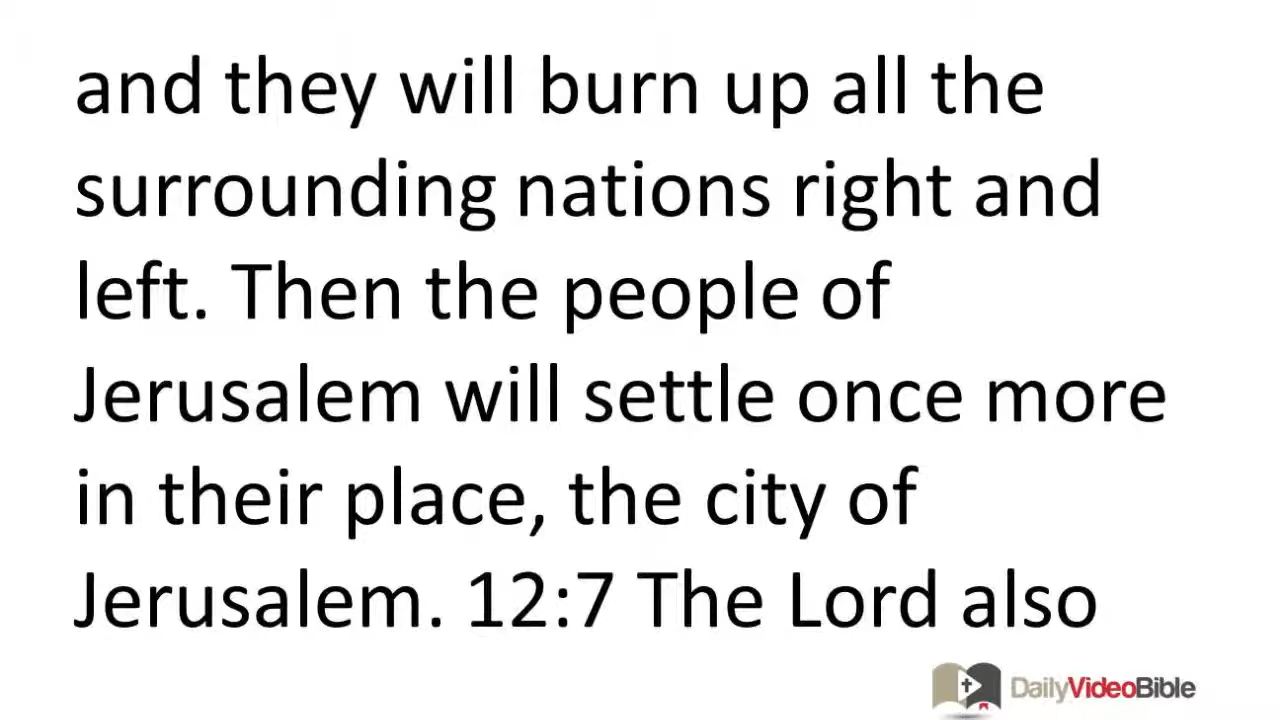 and they will burn up all the
surrounding nations right and
left. Then the people of
Jerusalem will settle once more
in their place, the city of
Jerusalem. 12:7 The Lord also
DailyVideoBible